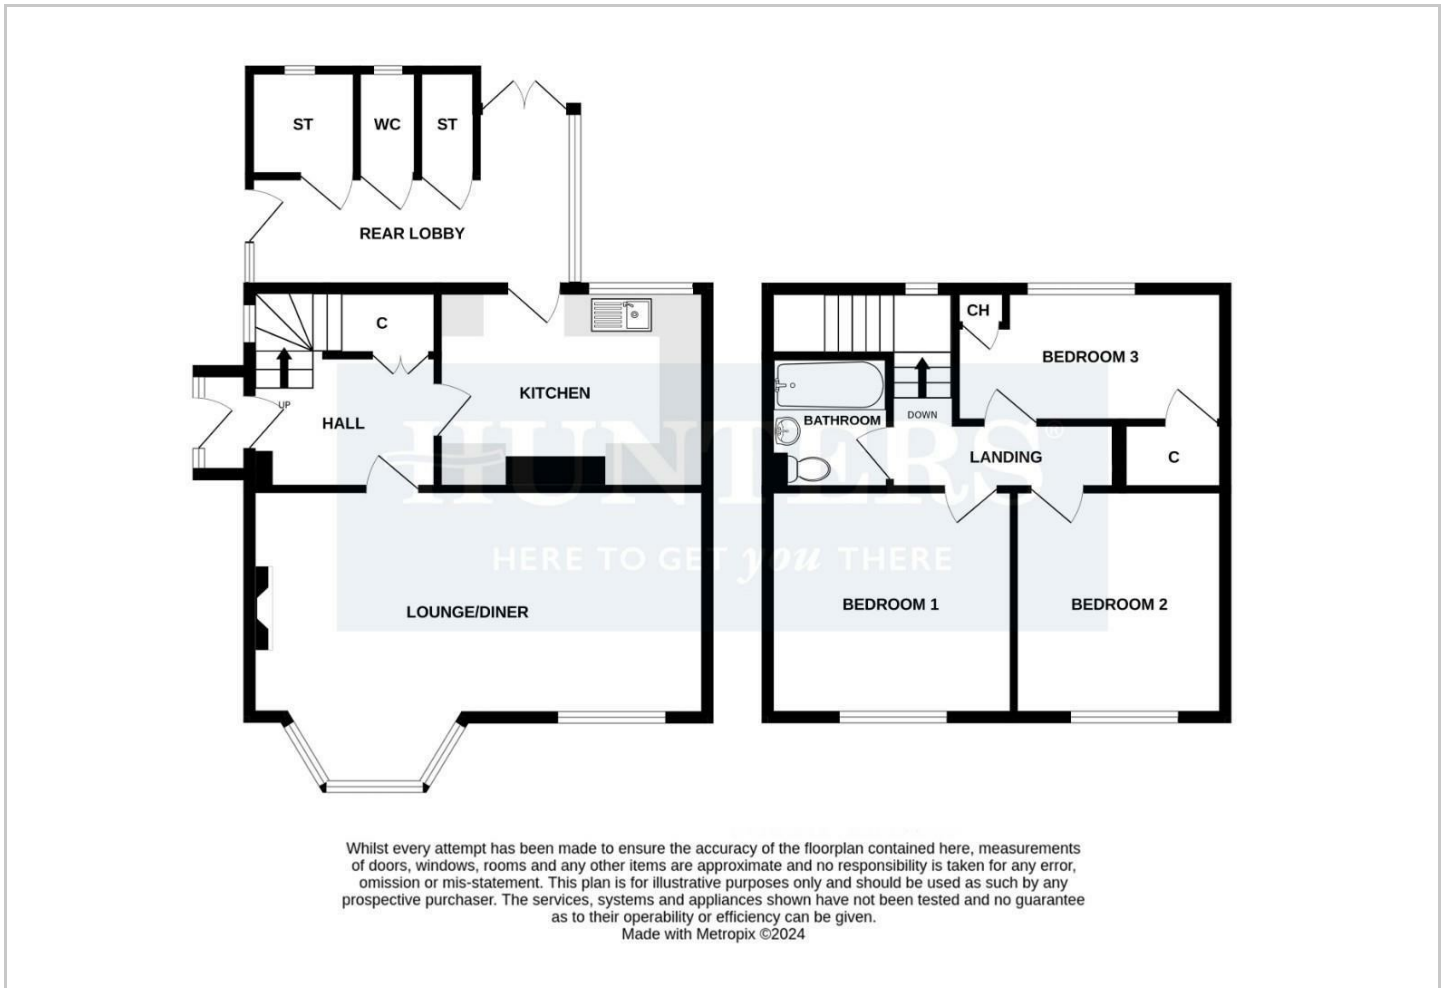 ST
WC
ST
REAR LOBBY
C
KITCHEN
UP
HALL
LOUNGE/DINER
CH
BEDROOM 3
BATHROOM
DOWN
LANDING
C
BEDROOM 1
BEDROOM 2
HUNTERS®
HERE TO GET you THERE
Whilst every attempt has been made to ensure the accuracy of the floorplan contained here, measurements
of doors, windows, rooms and any other items are approximate and no responsibility is taken for any error,
omission or mis-statement. This plan is for illustrative purposes only and should be used as such by any
prospective purchaser. The services, systems and appliances shown have not been tested and no guarantee
as to their operability or efficiency can be given.
Made with Metropix ©2024